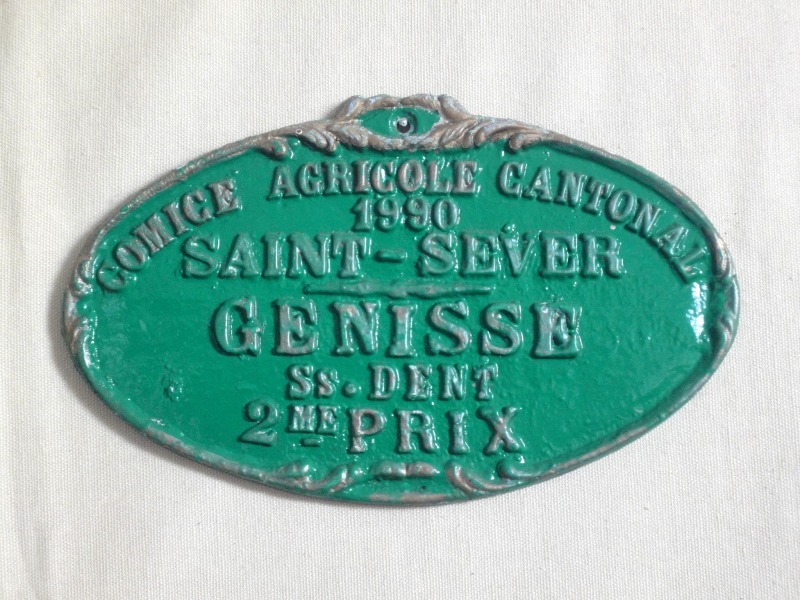 COMICE AGRICOLE CANTONAL
1990
SAINT-SEVER
GENISSE
Ss. DENT
2ME PRIX